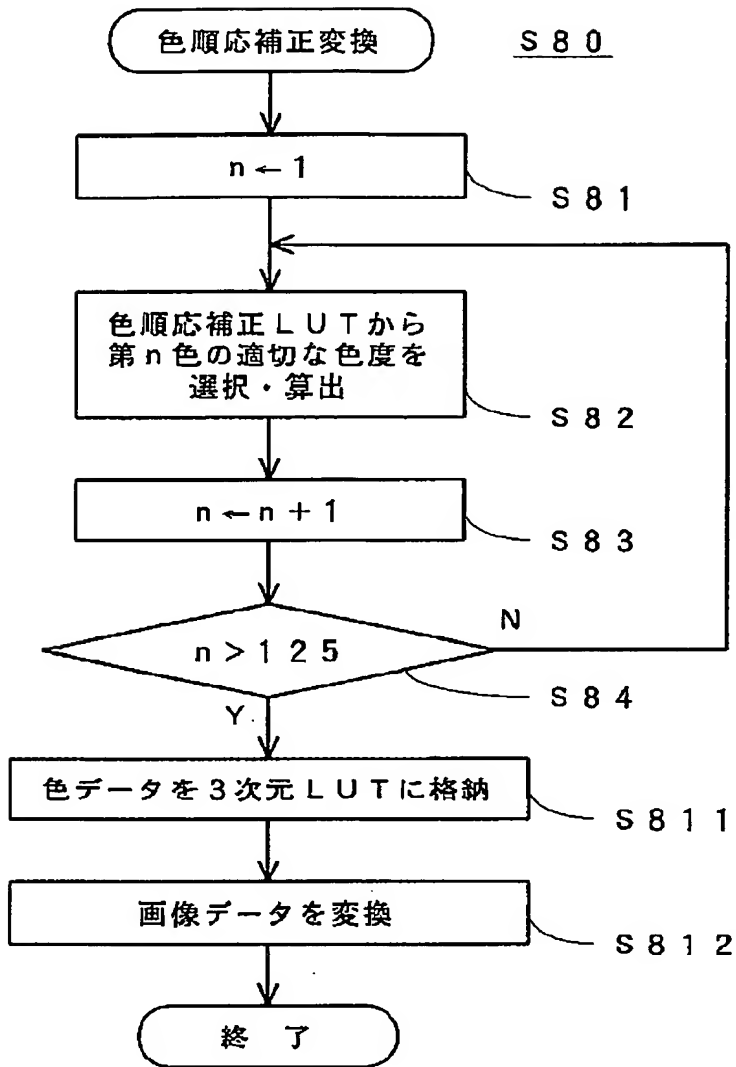 色順応補正変換
S80
n←1
S81
色順応補正LUTから
第n色の適切な色度を
選択・算出
S82
n←n+1
S83
n>125
N
S84
Y
色データを3次元LUTに格納
S811
画像データを変換
S812
終了